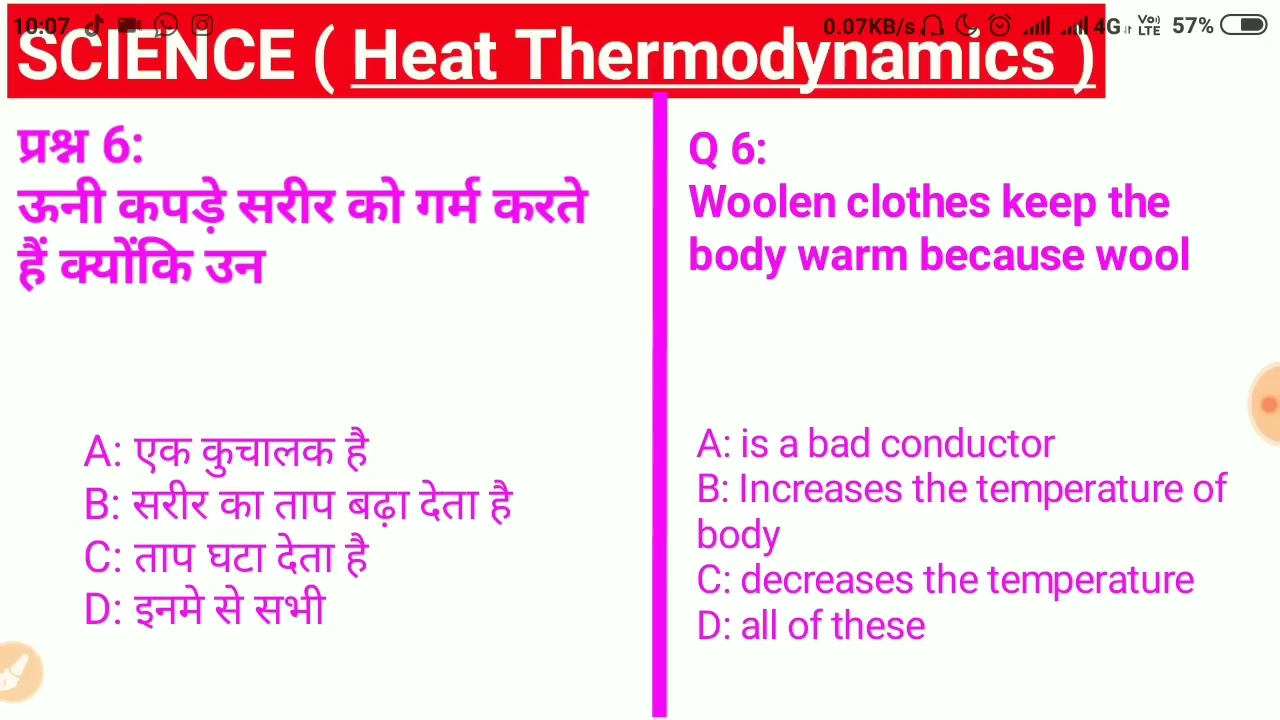 10:07
0.07KB/s 4G Vo) LTE 57%
SCIENCE ( Heat Thermodynamics )
प्रश्न 6:
ऊनी कपड़े सरीर को गर्म करते
हैं क्योंकि उन
A: एक कुचालक है
B: सरीर का ताप बढ़ा देता है
C: ताप घटा देता है
D: इनमे से सभी
Q 6:
Woolen clothes keep the
body warm because wool
A: is a bad conductor
B: Increases the temperature of
body
C: decreases the temperature
D: all of these